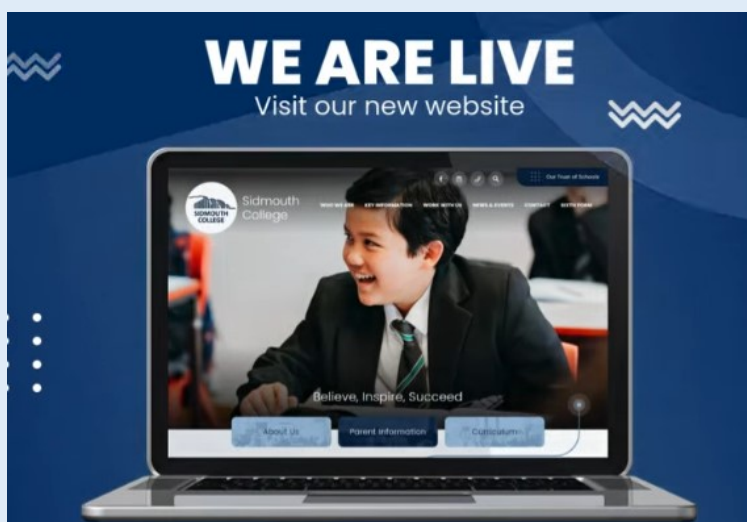 WE ARE LIVE
Visit our new website
Our Trust of Schools
SIDMOUTH
COLLEGE
Sidmouth
College
WHO WE ARE KEY INFORMATION WORK WITH US NEWS & EVENTS CONTACT SIXTH FORM
Believe, Inspire, Succeed
About Us Parent Information Curriculum